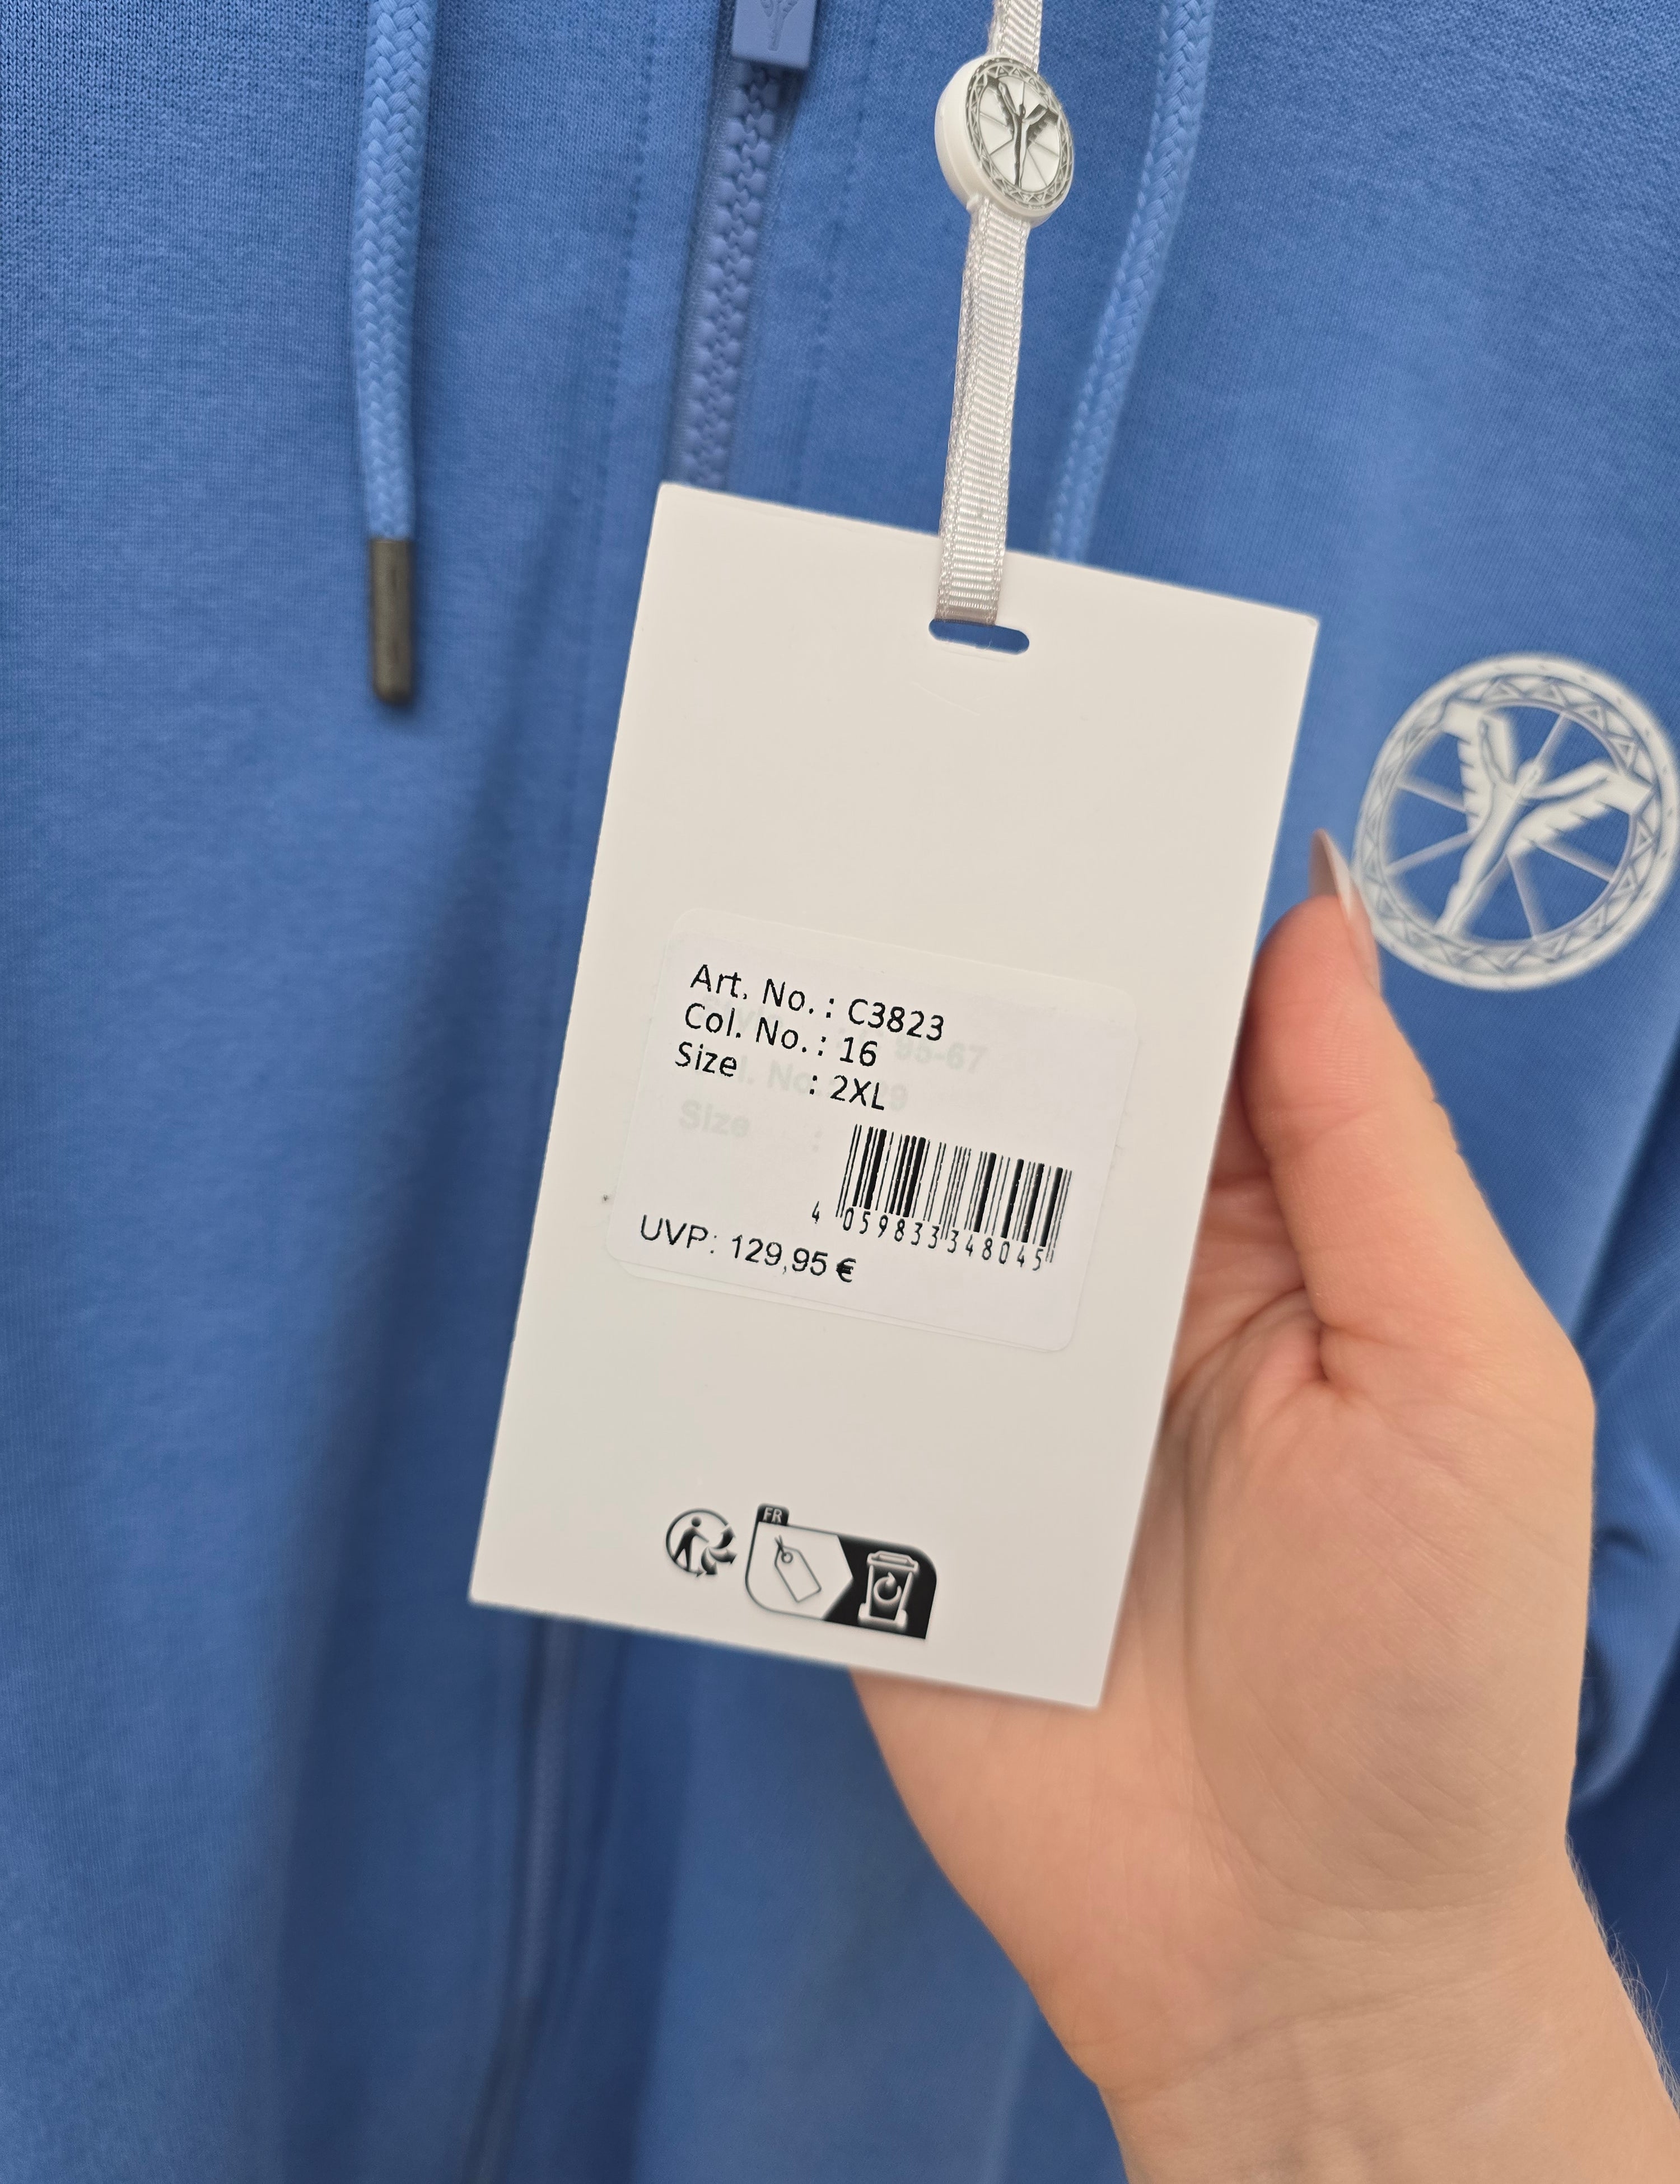 Art. No. : C3823
Col. No. : 16
Size : 2XL
4 059833 348045
UVP: 129,95 €
FR